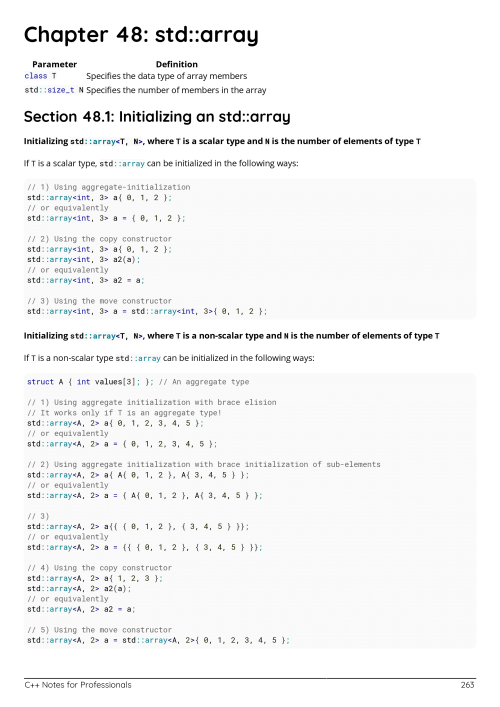 Chapter 48: std::array
Parameter Definition
class T Specifies the data type of array members
std::size_t N Specifies the number of members in the array
Section 48.1: Initializing an std::array
Initializing std::array<T, N>, where T is a scalar type and N is the number of elements of type T
If T is a scalar type, std::array can be initialized in the following ways:
// 1) Using aggregate-initialization
std::array<int, 3> a{ 0, 1, 2 };
// or equivalently
std::array<int, 3> a = { 0, 1, 2 };
// 2) Using the copy constructor
std::array<int, 3> a{ 0, 1, 2 };
std::array<int, 3> a2(a);
// or equivalently
std::array<int, 3> a2 = a;
// 3) Using the move constructor
std::array<int, 3> a = std::array<int, 3>{ 0, 1, 2 };
Initializing std::array<T, N>, where T is a non-scalar type and N is the number of elements of type T
If T is a non-scalar type std::array can be initialized in the following ways:
struct A { int values[3]; }; // An aggregate type
// 1) Using aggregate initialization with brace elision
// It works only if T is an aggregate type!
std::array<A, 2> a{ 0, 1, 2, 3, 4, 5 };
// or equivalently
std::array<A, 2> a = { 0, 1, 2, 3, 4, 5 };
// 2) Using aggregate initialization with brace initialization of sub-elements
std::array<A, 2> a{ A{ 0, 1, 2 }, A{ 3, 4, 5 } };
// or equivalently
std::array<A, 2> a = { A{ 0, 1, 2 }, A{ 3, 4, 5 } };
// 3)
std::array<A, 2> a{{ { 0, 1, 2 }, { 3, 4, 5 } }};
// or equivalently
std::array<A, 2> a = {{ { 0, 1, 2 }, { 3, 4, 5 } }};
// 4) Using the copy constructor
std::array<A, 2> a{ 1, 2, 3 };
std::array<A, 2> a2(a);
// or equivalently
std::array<A, 2> a2 = a;
// 5) Using the move constructor
std::array<A, 2> a = std::array<A, 2>{ 0, 1, 2, 3, 4, 5 };
C++ Notes for Professionals 263